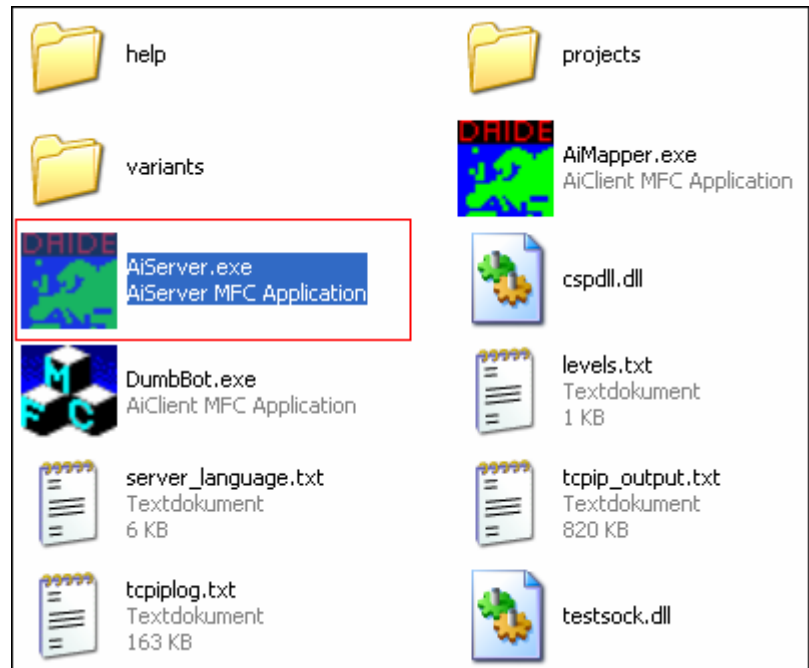 help
projects
variants
DAIDE
AiMapper.exe
AiClient MFC Application
DAIDE
AiServer.exe
AiServer MFC Application
cspdll.dll
M
F C
DumbBot.exe
AiClient MFC Application
levels.txt
Textdokument
1 KB
server_language.txt
Textdokument
6 KB
tcpip_output.txt
Textdokument
820 KB
tcpiplog.txt
Textdokument
163 KB
testsock.dll